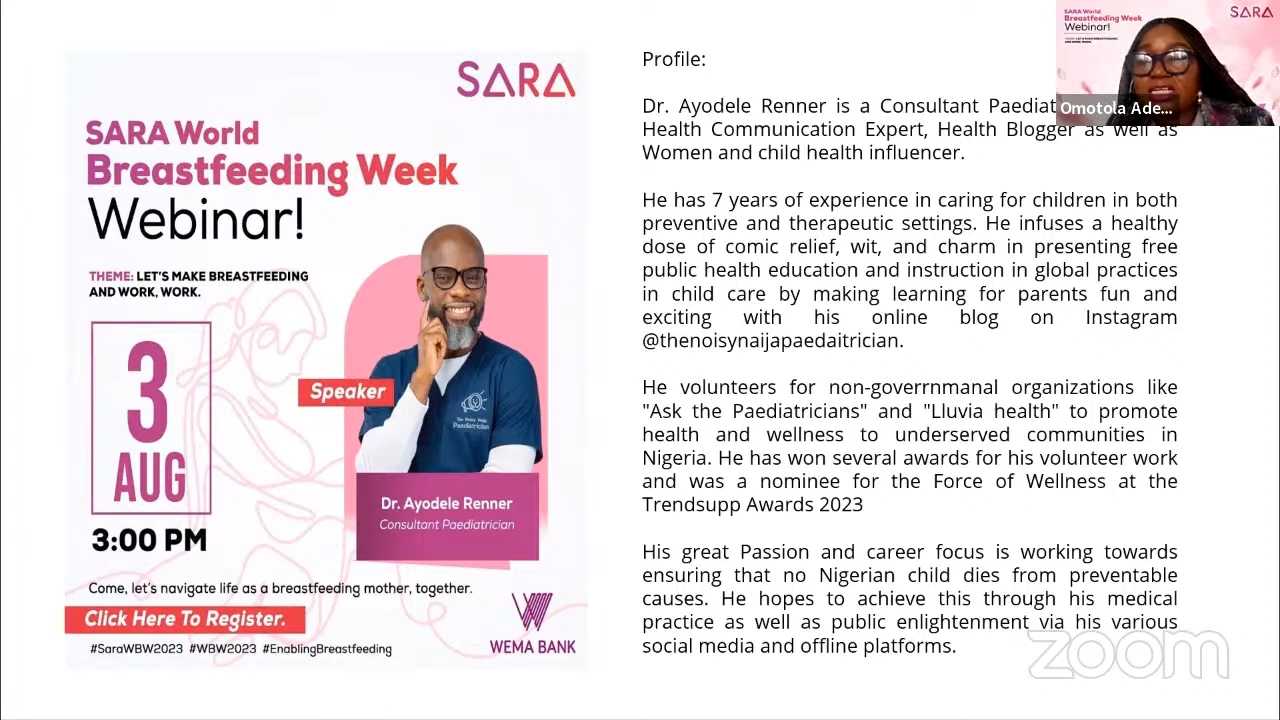 SARA
SARA World
Breastfeeding Week
Webinar!
THEME: LET'S MAKE BREASTFEEDING
AND WORK, WORK.
3
AUG
3:00 PM
Speaker
The Noisy Naija
Paediatrician
Dr. Ayodele Renner
Consultant Paediatrician
Come, let's navigate life as a breastfeeding mother, together.
Click Here To Register.
#SaraWBW2023 #WBW2023 #EnablingBreastfeeding
WEMA BANK
Profile:
Dr. Ayodele Renner is a Consultant Paediat
Health Communication Expert, Health Blogger as well as
Women and child health influencer.
He has 7 years of experience in caring for children in both
preventive and therapeutic settings. He infuses a healthy
dose of comic relief, wit, and charm in presenting free
public health education and instruction in global practices
in child care by making learning for parents fun and
exciting with his online blog on Instagram
@thenoisynaijapaedaitrician.
He volunteers for non-governmanal organizations like
"Ask the Paediatricians" and "Lluvia health" to promote
health and wellness to underserved communities in
Nigeria. He has won several awards for his volunteer work
and was a nominee for the Force of Wellness at the
Trendsupp Awards 2023
His great Passion and career focus is working towards
ensuring that no Nigerian child dies from preventable
causes. He hopes to achieve this through his medical
practice as well as public enlightenment via his various
social media and offline platforms.
SARA World
Breastfeeding Week
Webinar!
SARA
Omotola Ade...
zoom